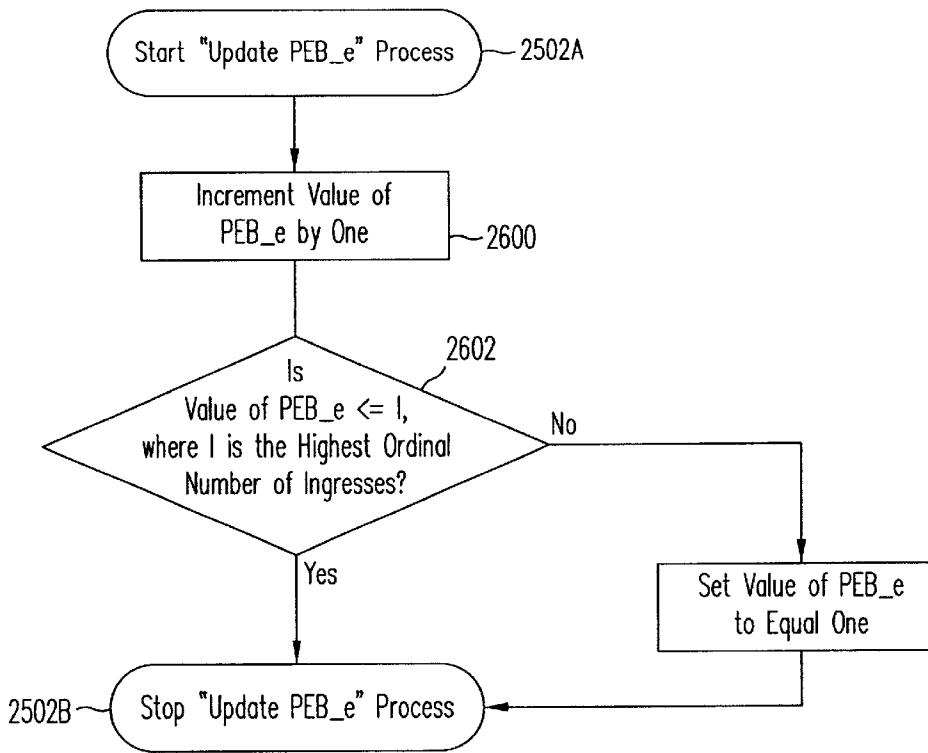 Start "Update PEB_e" Process
2502A
Increment Value of
PEB_e by One
2600
2602
Is
Value of PEB_e <= I,
where I is the Highest Ordinal
Number of Ingresses?
No
Yes
Set Value of PEB_e
to Equal One
2502B
Stop "Update PEB_e" Process